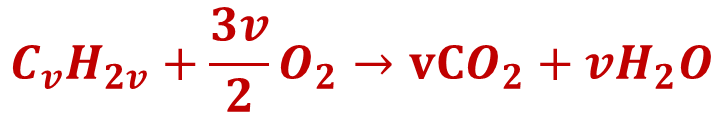 CᵥH₂ᵥ + 3v/2 O₂ → vCO₂ + vH₂O